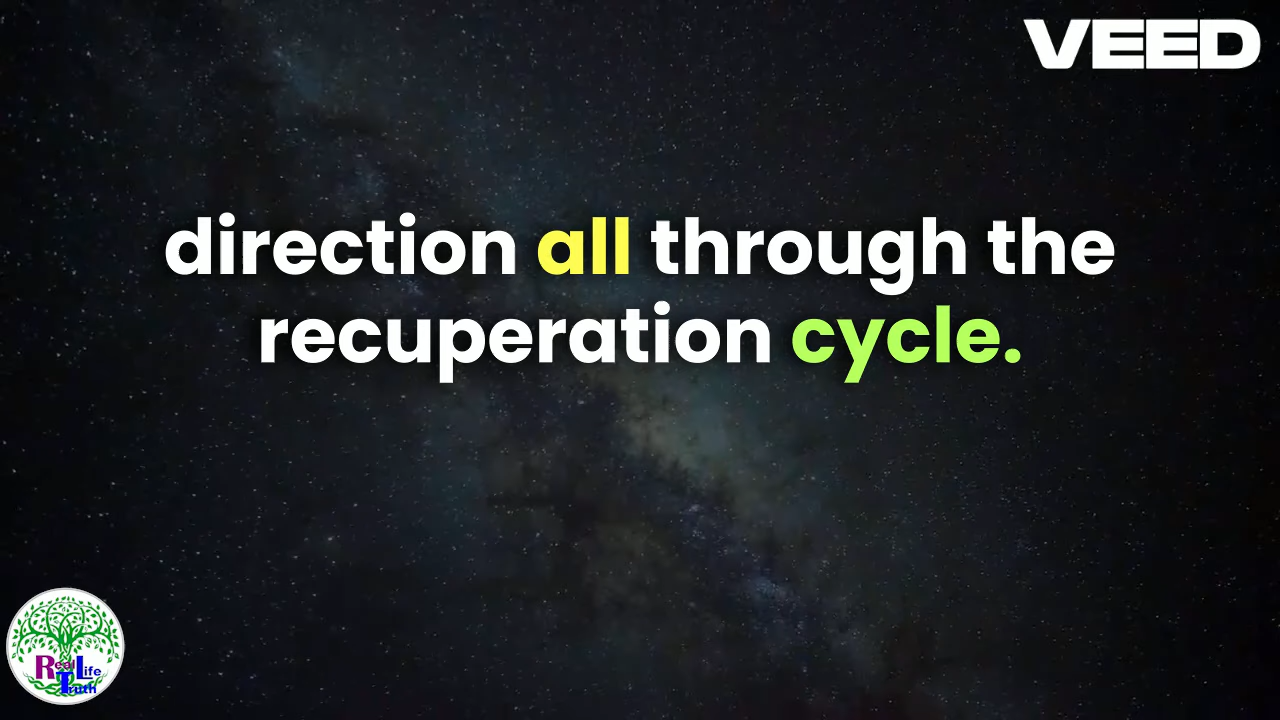 VEED
direction all through the
recuperation cycle.
Real Life
Truth